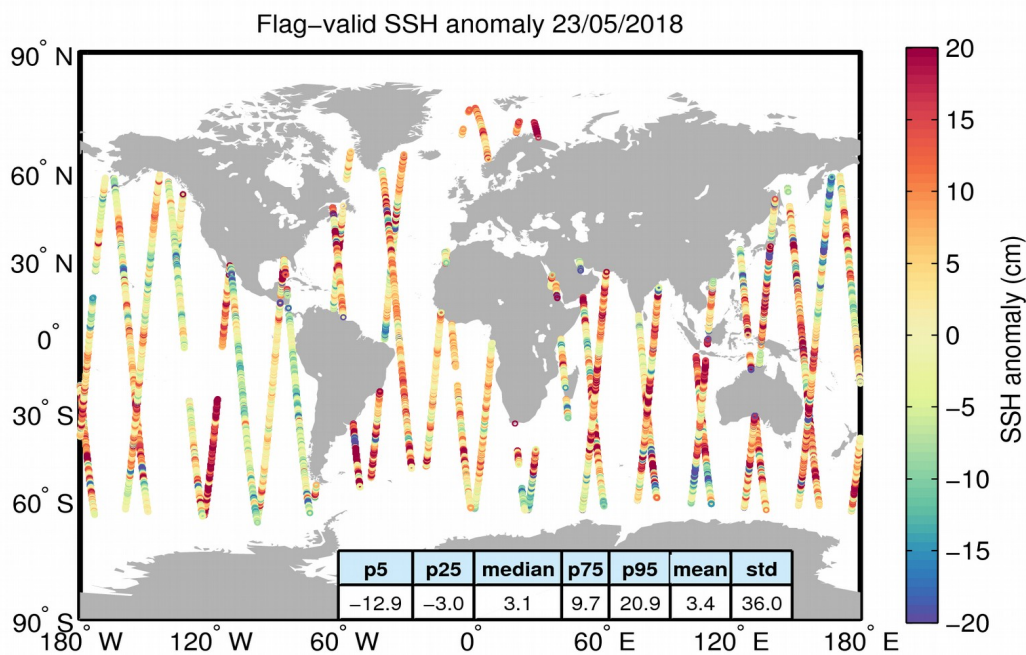 Flag−valid SSH anomaly 23/05/2018
90° N
60° N
30° N
0°
30° S
60° S
90° S
180° W
120° W
60° W
0°
60° E
120° E
180° E
p5 p25 median p75 p95 mean std
−12.9 −3.0 3.1 9.7 20.9 3.4 36.0
20
15
10
5
0
−5
−10
−15
−20
SSH anomaly (cm)